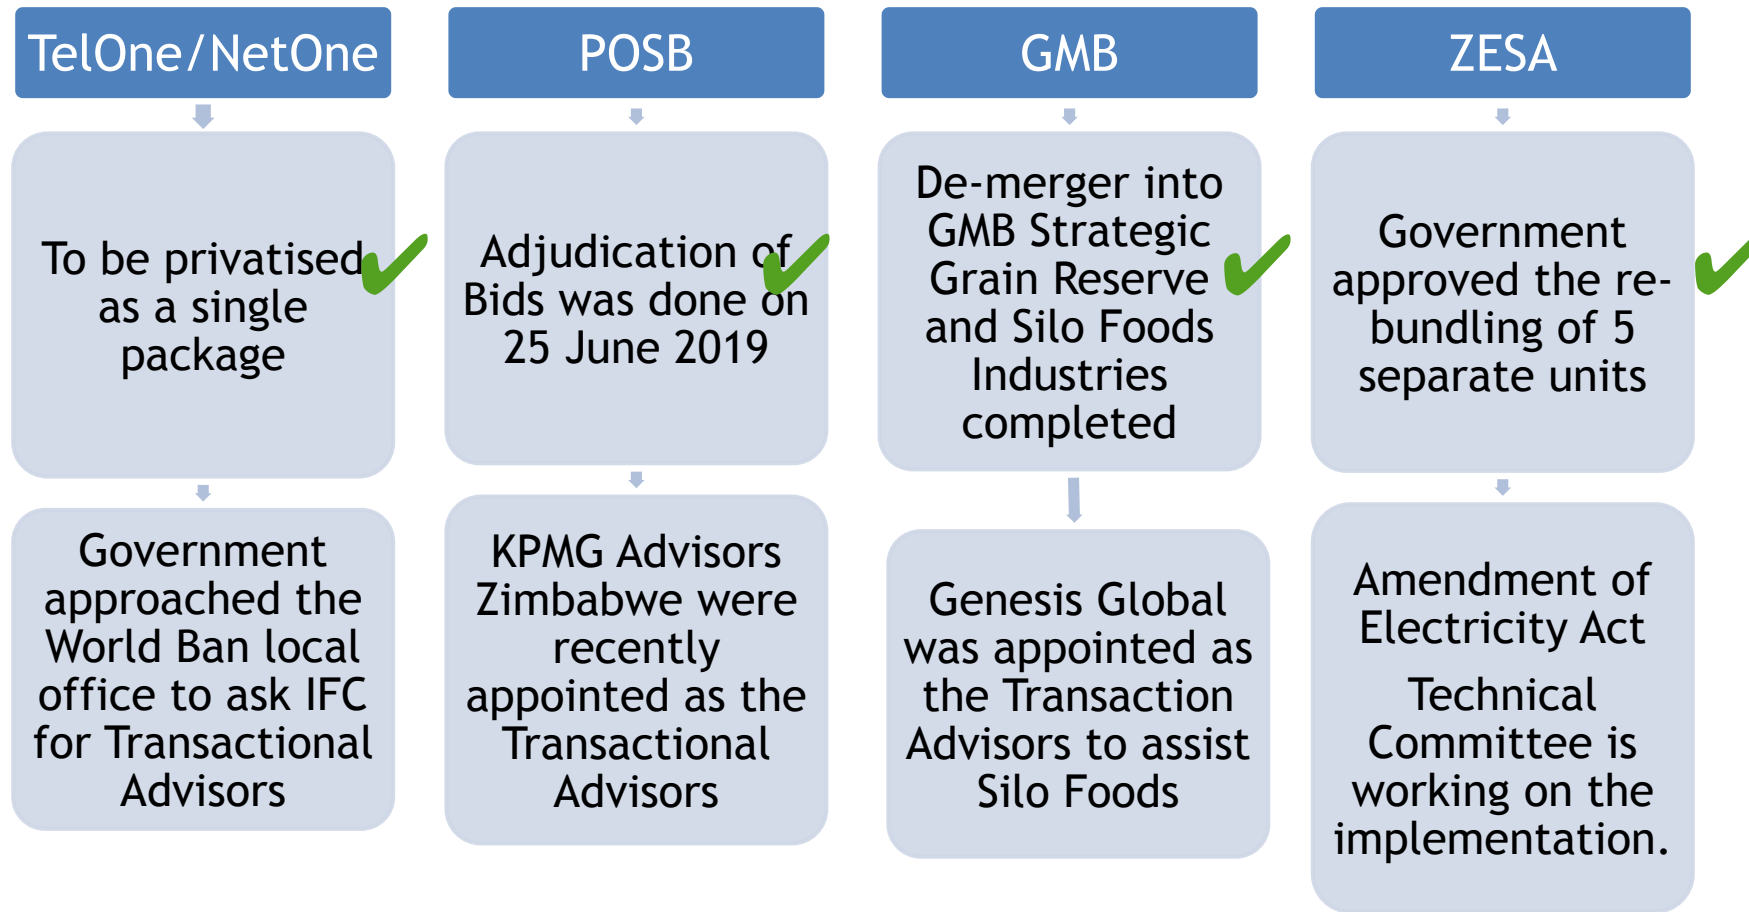 TelOne/NetOne
To be privatised
as a single
package
Government
approached the
World Ban local
office to ask IFC
for Transactional
Advisors
POSB
Adjudication of
Bids was done on
25 June 2019
KPMG Advisors
Zimbabwe were
recently
appointed as the
Transactional
Advisors
GMB
De-merger into
GMB Strategic
Grain Reserve
and Silo Foods
Industries
completed
Genesis Global
was appointed as
the Transaction
Advisors to assist
Silo Foods
ZESA
Government
approved the re-
bundling of 5
separate units
Amendment of
Electricity Act
Technical
Committee is
working on the
implementation.